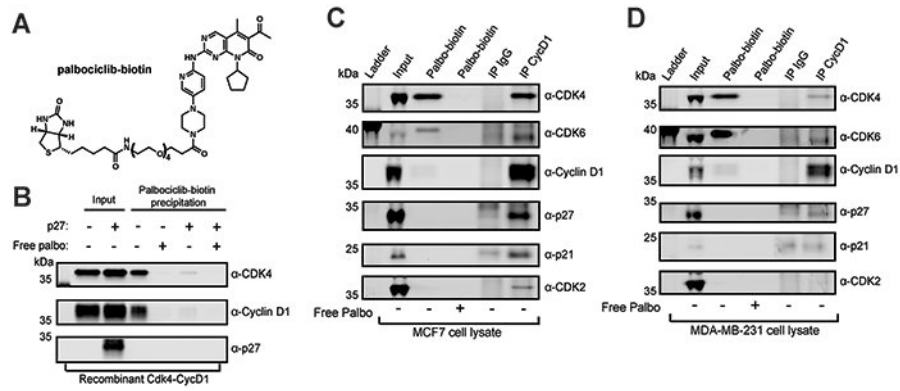 A
palbociclib-biotin
B
Input
Palbociclib-biotin
precipitation
p27: - + - - + +
Free palbo: - + - +
kDa
35
α-CDK4
35
α-Cyclin D1
35
α-p27
Recombinant Cdk4-CycD1
C
kDa
Ladder
Input
Palbo-biotin
Palbo-biotin
IP IgG
IP CycD1
35
α-CDK4
40
α-CDK6
35
α-Cyclin D1
35
α-p27
25
α-p21
35
α-CDK2
Free Palbo - - + - -
MCF7 cell lysate
D
kDa
Ladder
Input
Palbo-biotin
Palbo-biotin
IP IgG
IP CycD1
35
α-CDK4
40
α-CDK6
35
α-Cyclin D1
35
α-p27
25
α-p21
35
α-CDK2
- - + - -
MDA-MB-231 cell lysate